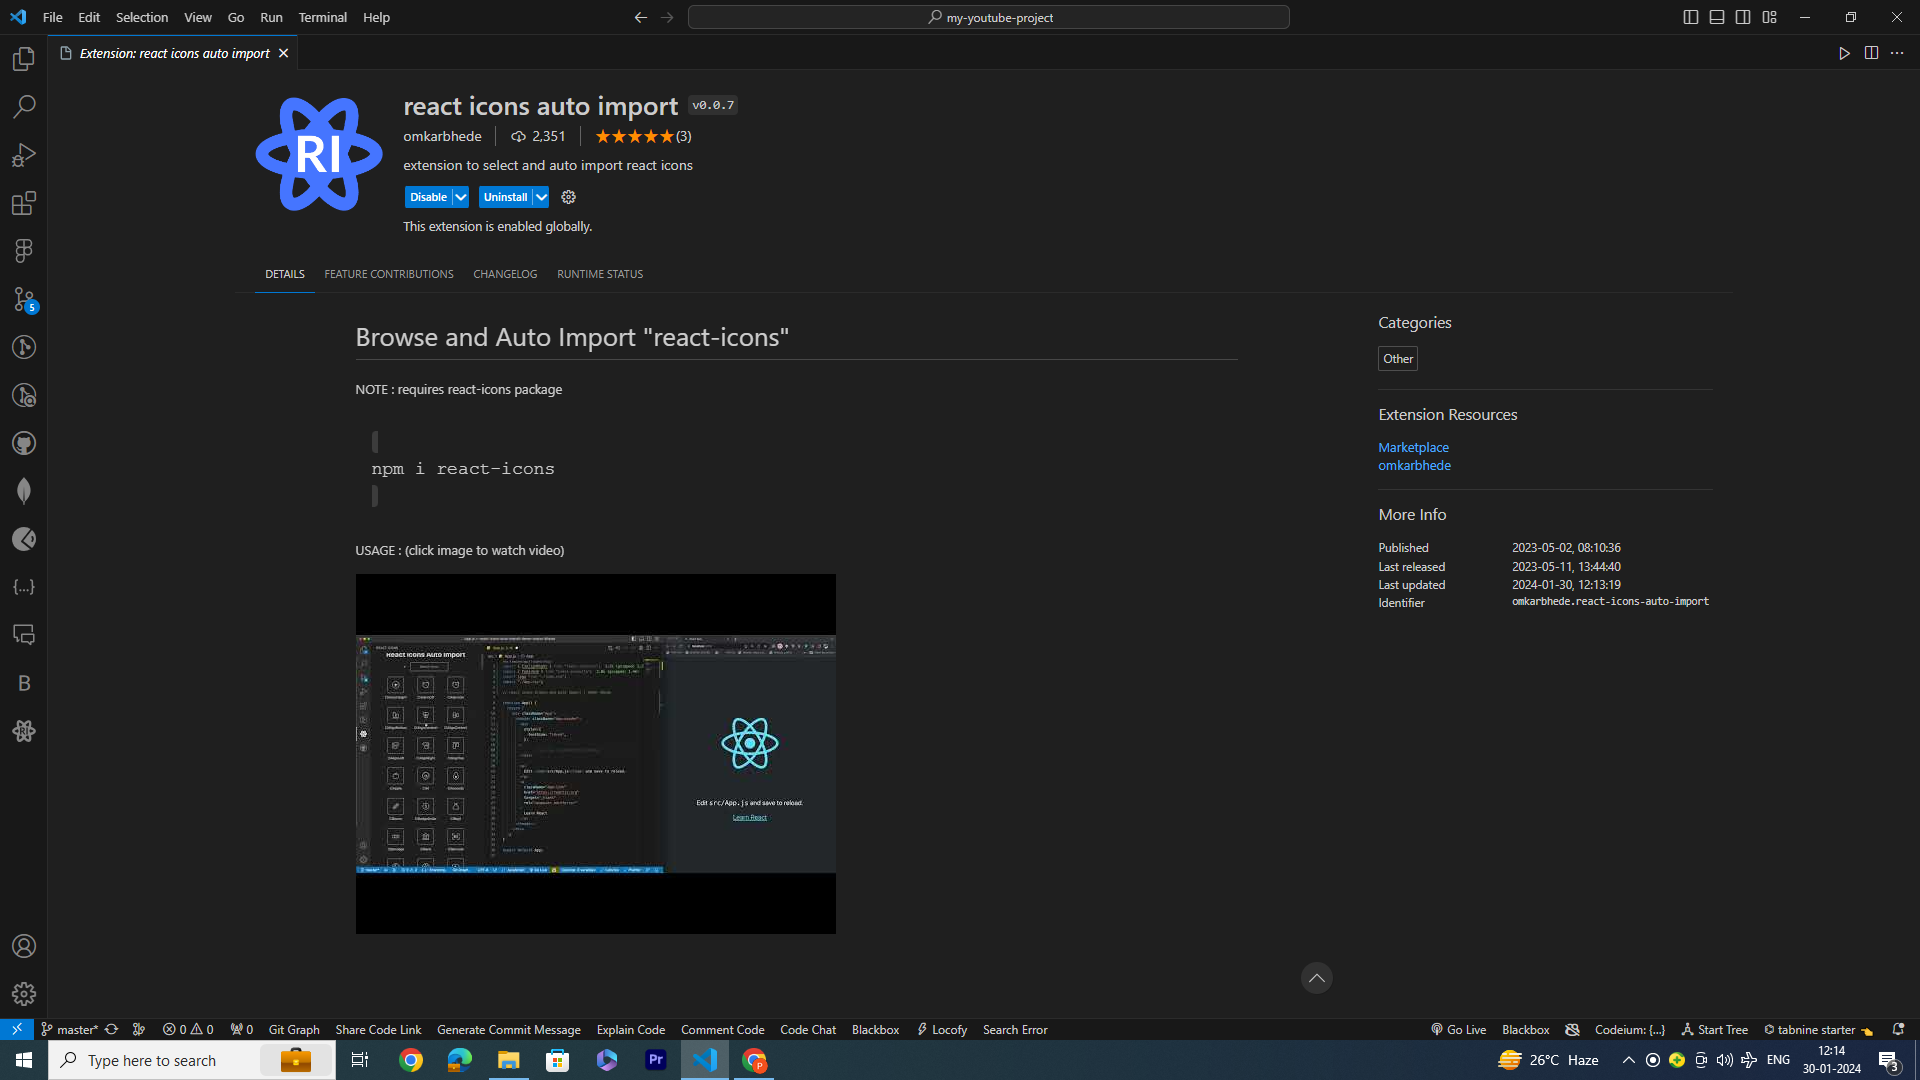 File Edit Selection View Go Run Terminal Help
my-youtube-project
Extension: react icons auto import
react icons auto import v0.0.7
omkarbhede 2,351 (3)
extension to select and auto import react icons
Disable Uninstall
This extension is enabled globally.
RI
DETAILS FEATURE CONTRIBUTIONS CHANGELOG RUNTIME STATUS
Browse and Auto Import "react-icons"
NOTE : requires react-icons package
npm i react-icons
USAGE : (click image to watch video)
React Icons Auto Import
Edit src/App.js and save to reload.
Learn React
Categories
Other
Extension Resources
Marketplace
omkarbhede
More Info
Published 2023-05-02, 08:10:36
Last released 2023-05-11, 13:44:40
Last updated 2024-01-30, 12:13:19
Identifier omkarbhede.react-icons-auto-import
5
B
master* 0 0 0 Git Graph Share Code Link Generate Commit Message Explain Code Comment Code Code Chat Blackbox Locofy Search Error Go Live Blackbox Codeium: {...} Start Tree tabnine starter
Type here to search
Pr
P
26°C Haze
ENG
12:14
30-01-2024
3